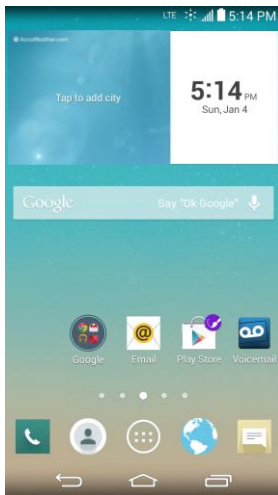 LTE 5:14 PM
AccuWeather.com
Tap to add city
5:14 PM
Sun, Jan 4
Google Say "Ok Google"
Google Email Play Store Voicemail